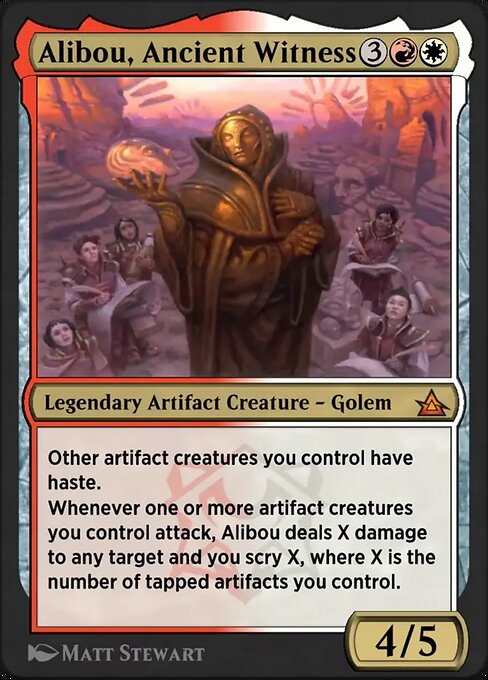 Alibou, Ancient Witness 3
Legendary Artifact Creature – Golem
Other artifact creatures you control have
haste.
Whenever one or more artifact creatures
you control attack, Alibou deals X damage
to any target and you scry X, where X is the
number of tapped artifacts you control.
4/5
Matt Stewart